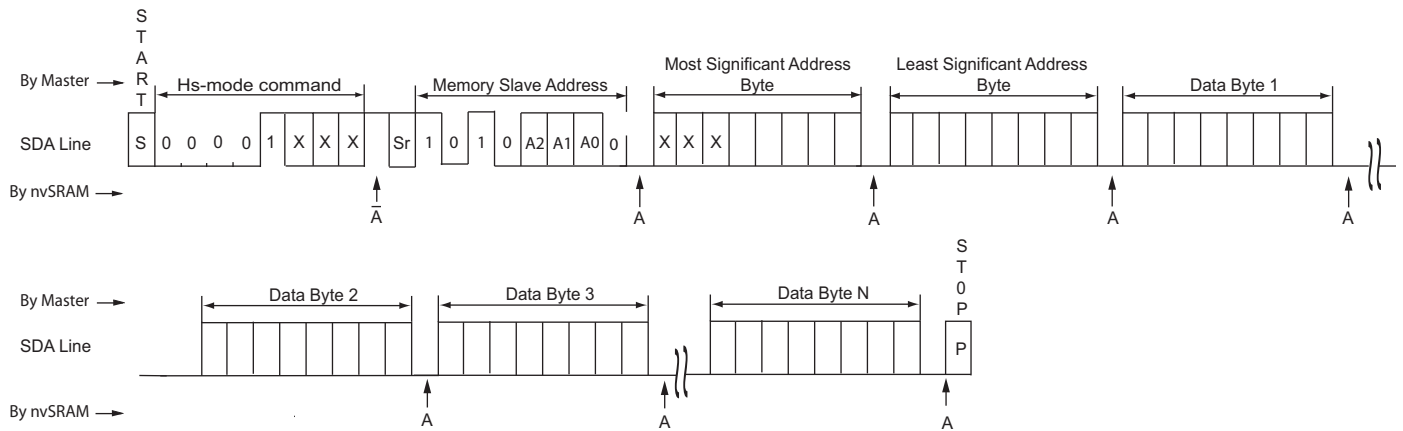 START
By Master
Hs-mode command
Memory Slave Address
Most Significant Address Byte
Least Significant Address Byte
Data Byte 1
SDA Line
S 0 0 0 0 1 X X X Sr 1 0 1 0 A2 A1 A0 0 X X X
By nvSRAM
A̅ A A A A
ST0P
By Master
Data Byte 2
Data Byte 3
Data Byte N
SDA Line
P
By nvSRAM
A A A